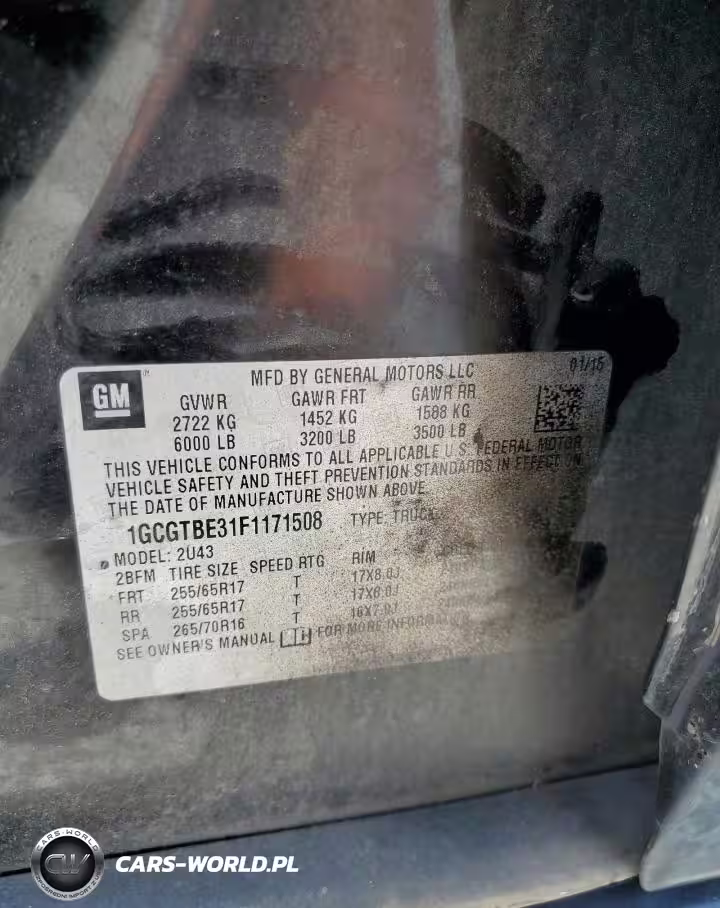 GM
MFD BY GENERAL MOTORS LLC 01/15
GVWR GAWR FRT GAWR RR
2722 KG 1452 KG 1588 KG
6000 LB 3200 LB 3500 LB
THIS VEHICLE CONFORMS TO ALL APPLICABLE U.S. FEDERAL MOTOR
VEHICLE SAFETY AND THEFT PREVENTION STANDARDS IN EFFECT ON
THE DATE OF MANUFACTURE SHOWN ABOVE.
1GCGTBE31F1171508 TYPE: TRUCK
MODEL: 2U43
2BFM TIRE SIZE SPEED RTG RIM
FRT 255/65R17 T 17X8.0J
RR 255/65R17 T 17X8.0J
SPA 265/70R16 T 16X7.0J
SEE OWNER'S MANUAL FOR MORE INFORMATION
CARS-WORLD
CW
CARS-WORLD.PL